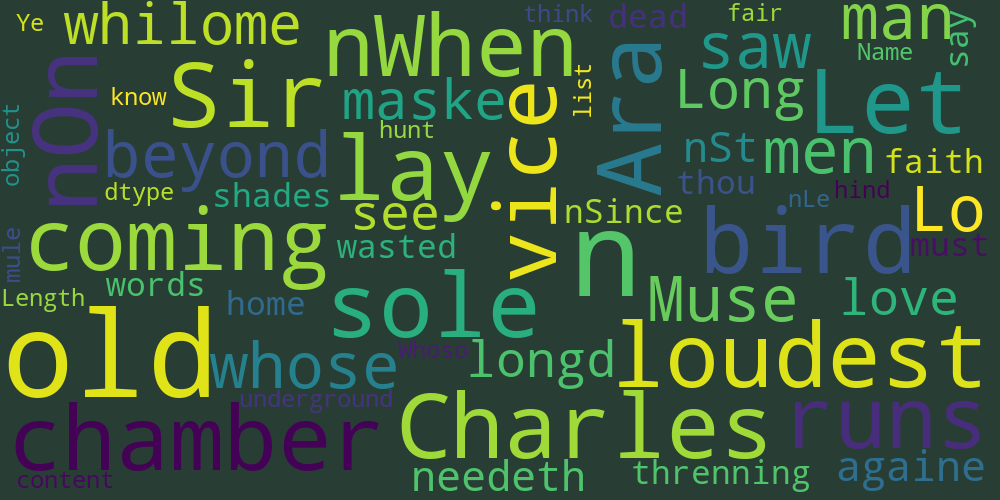 Ye whilome nWhen think dead fair man say
Name
nOn Sir maske vice list Ara saw Long Let
know hunt
object beyond lay nSt men faith
dtype shades thou hind
see nSince nLe Lo
coming wasted n bird must
mule words
Length home sole Muse love
old whose Whoso longd loudest
underground
chamber Charles runs
content needeth threnning againe